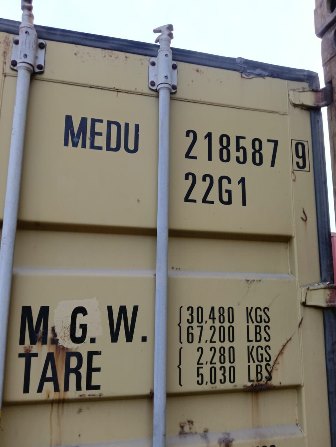 MEDU 218587 9
22G1
M.G.W. 30,480 KGS
67,200 LBS
TARE 2,280 KGS
5,030 LBS